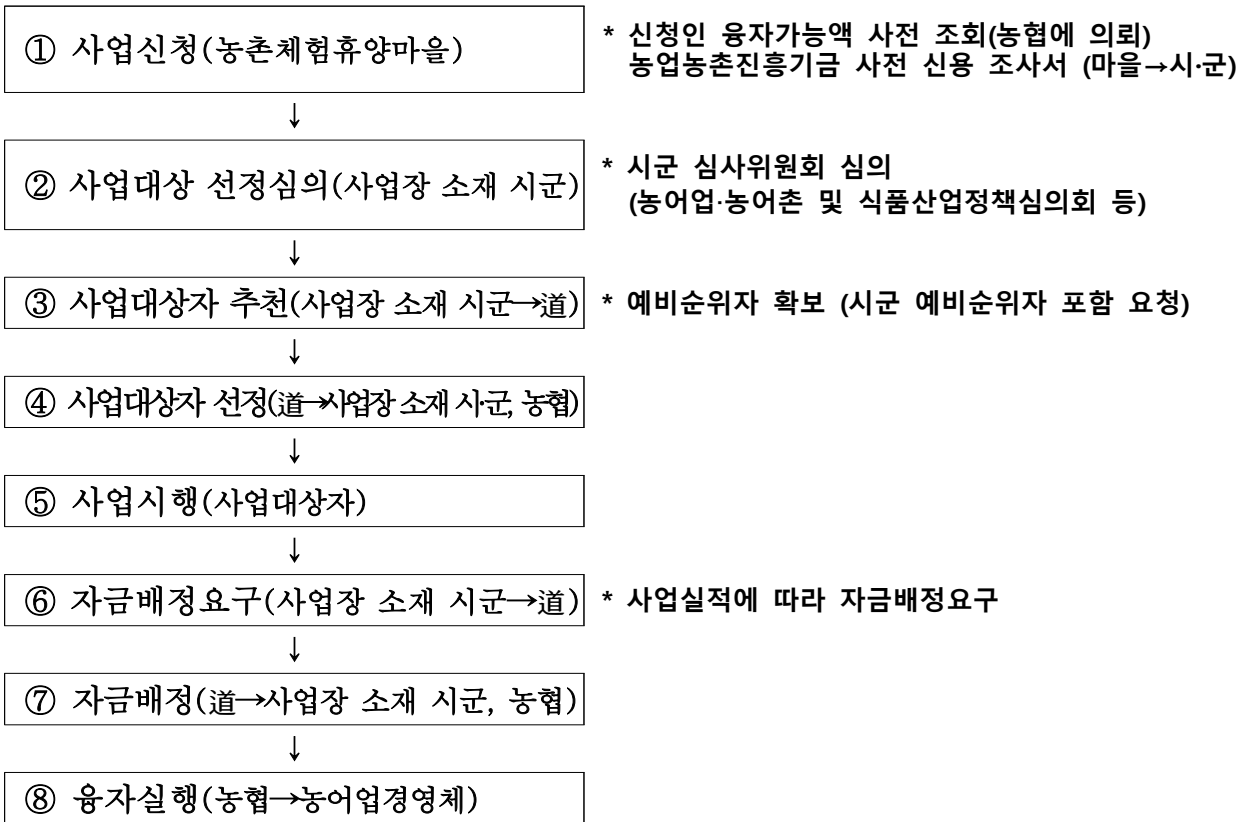 ① 사업신청(농촌체험휴양마을)
* 신청인 융자가능액 사전 조회(농협에 의뢰)
농업농촌진흥기금 사전 신용 조사서 (마을→시·군)
↓
② 사업대상 선정심의(사업장 소재 시군)
* 시군 심사위원회 심의
(농어업·농어촌 및 식품산업정책심의회 등)
↓
③ 사업대상자 추천(사업장 소재 시군→道)
* 예비순위자 확보 (시군 예비순위자 포함 요청)
↓
④ 사업대상자 선정(道→사업장 소재 시·군, 농협)
↓
⑤ 사업시행(사업대상자)
↓
⑥ 자금배정요구(사업장 소재 시군→道)
* 사업실적에 따라 자금배정요구
↓
⑦ 자금배정(道→사업장 소재 시군, 농협)
↓
⑧ 융자실행(농협→농어업경영체)